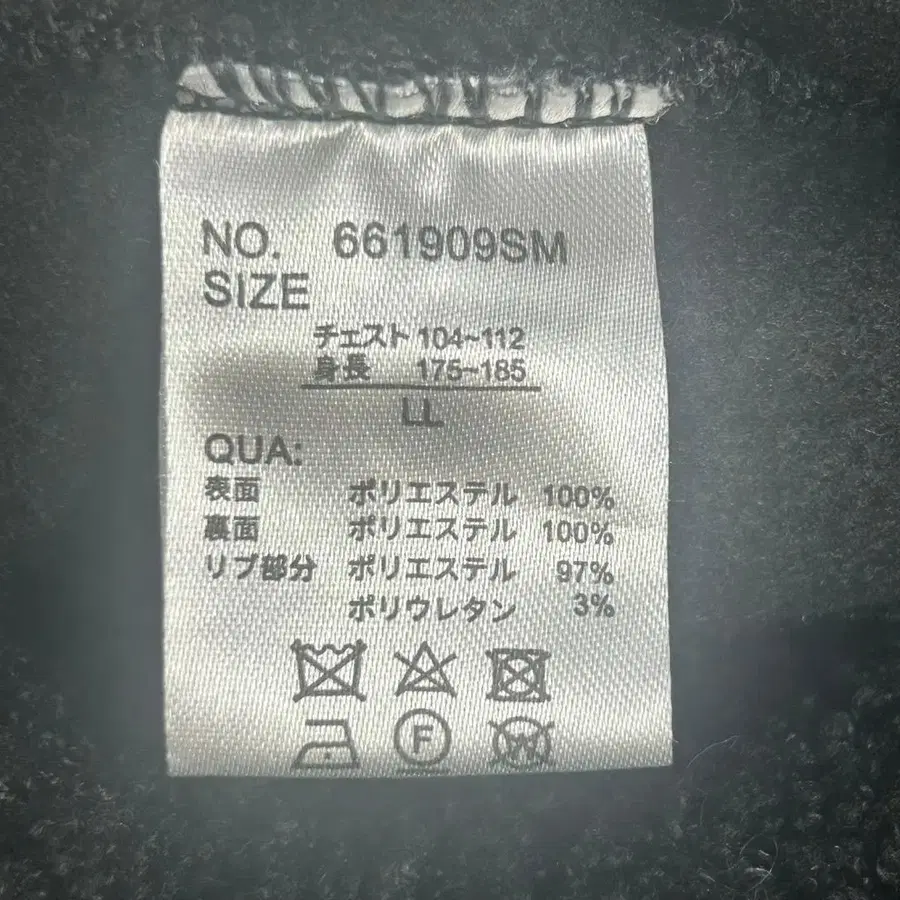 NO. 661909SM
SIZE
チェスト 104~112
身長 175~185
LL
QUA:
表面 ポリエステル 100%
裏面 ポリエステル 100%
リブ部分 ポリエステル 97%
ポリウレタン 3%
F
W